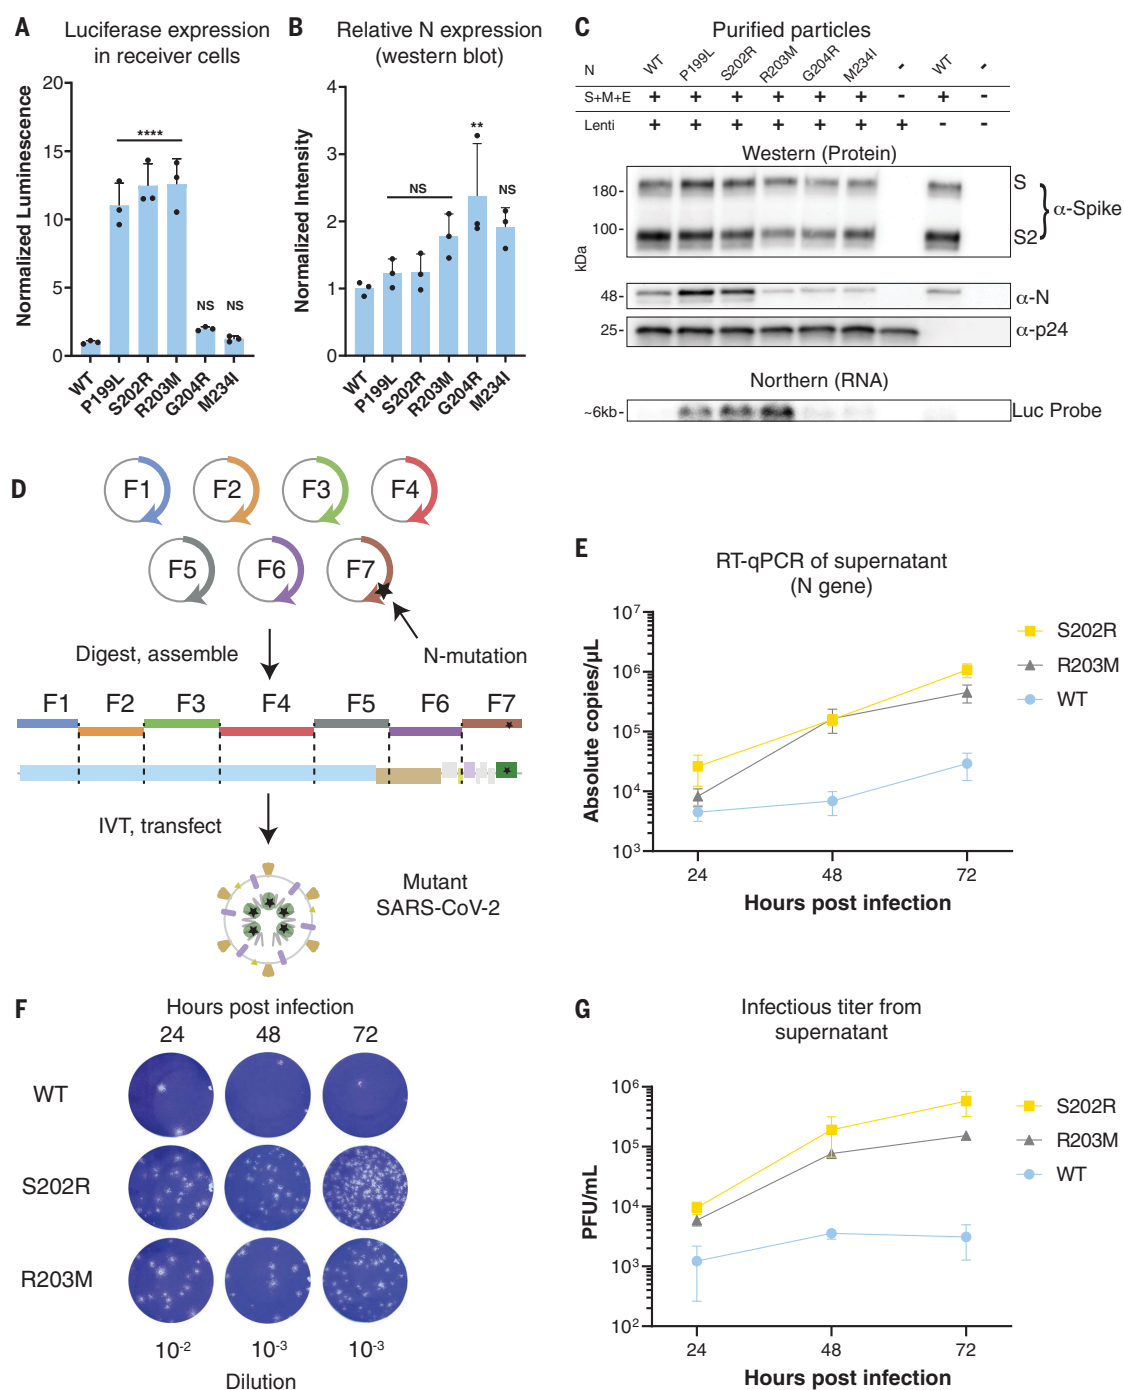 A
Luciferase expression
in receiver cells
Normalized Luminescence
20
15
10
5
0
****
NS NS
WT P199L S202R R203M G204R M234I
B
Relative N expression
(western blot)
Normalized Intensity
4
3
2
1
0
NS
**
NS
WT P199L S202R R203M G204R M234I
C
Purified particles
N WT P199L S202R R203M G204R M234I - WT -
S+M+E + + + + + + - + -
Lenti + + + + + + + - -
Western (Protein)
180-
100-
kDa
S
S2
α-Spike
48-
α-N
25-
α-p24
Northern (RNA)
~6kb-
Luc Probe
D
F1 F2 F3 F4
F5 F6 F7
Digest, assemble
N-mutation
F1 F2 F3 F4 F5 F6 F7
IVT, transfect
Mutant
SARS-CoV-2
E
RT-qPCR of supernatant
(N gene)
Absolute copies/µL
10⁷
10⁶
10⁵
10⁴
10³
24 48 72
Hours post infection
S202R
R203M
WT
F
Hours post infection
24 48 72
WT
S202R
R203M
10⁻² 10⁻³ 10⁻³
Dilution
G
Infectious titer from
supernatant
PFU/mL
10⁶
10⁵
10⁴
10³
10²
24 48 72
Hours post infection
S202R
R203M
WT